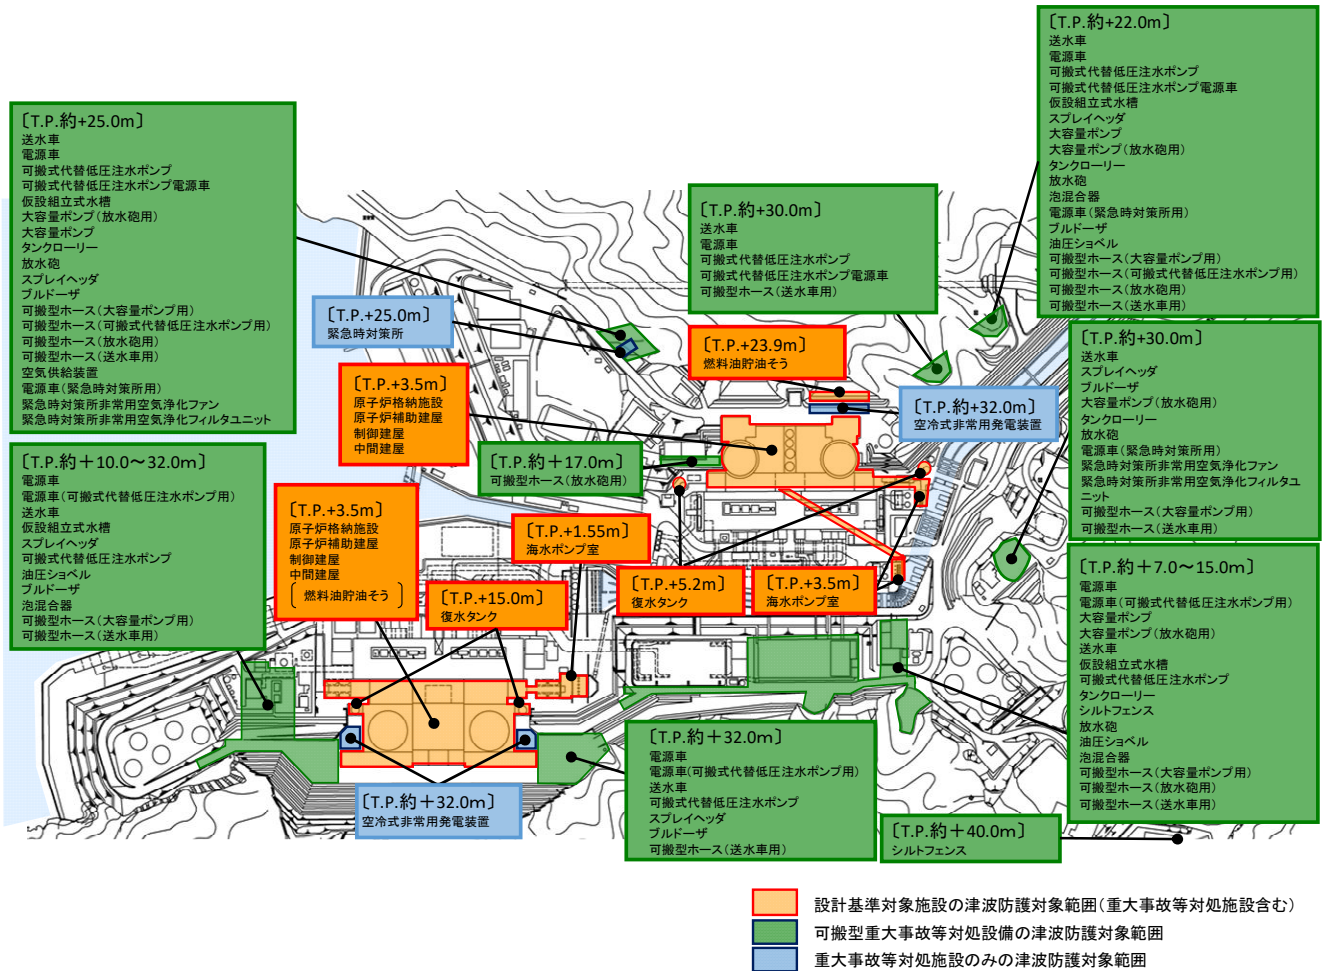 〔T.P.約+25.0m〕
送水車
電源車
可搬式代替低圧注水ポンプ
可搬式代替低圧注水ポンプ電源車
仮設組立式水槽
大容量ポンプ(放水砲用)
大容量ポンプ
タンクローリー
放水砲
スプレイヘッダ
ブルドーザ
可搬型ホース(大容量ポンプ用)
可搬型ホース(可搬式代替低圧注水ポンプ用)
可搬型ホース(放水砲用)
可搬型ホース(送水車用)
空気供給装置
電源車(緊急時対策所用)
緊急時対策所非常用空気浄化ファン
緊急時対策所非常用空気浄化フィルタユニット
〔T.P.約+22.0m〕
送水車
電源車
可搬式代替低圧注水ポンプ
可搬式代替低圧注水ポンプ電源車
仮設組立式水槽
スプレイヘッダ
大容量ポンプ
大容量ポンプ(放水砲用)
タンクローリー
放水砲
泡混合器
電源車(緊急時対策所用)
ブルドーザ
油圧ショベル
可搬型ホース(大容量ポンプ用)
可搬型ホース(可搬式代替低圧注水ポンプ用)
可搬型ホース(放水砲用)
可搬型ホース(送水車用)
〔T.P.約+30.0m〕
送水車
電源車
可搬式代替低圧注水ポンプ
可搬式代替低圧注水ポンプ電源車
可搬型ホース(送水車用)
〔T.P.+25.0m〕
緊急時対策所
〔T.P.+23.9m〕
燃料油貯油そう
〔T.P.+3.5m〕
原子炉格納施設
原子炉補助建屋
制御建屋
中間建屋
〔T.P.約+32.0m〕
空冷式非常用発電装置
〔T.P.約+30.0m〕
送水車
スプレイヘッダ
ブルドーザ
大容量ポンプ(放水砲用)
タンクローリー
放水砲
電源車(緊急時対策所用)
緊急時対策所非常用空気浄化ファン
緊急時対策所非常用空気浄化フィルタユ
ニット
可搬型ホース(大容量ポンプ用)
可搬型ホース(送水車用)
〔T.P.約＋10.0～32.0m〕
電源車
電源車(可搬式代替低圧注水ポンプ用)
送水車
仮設組立式水槽
スプレイヘッダ
可搬式代替低圧注水ポンプ
油圧ショベル
ブルドーザ
泡混合器
可搬型ホース(大容量ポンプ用)
可搬型ホース(送水車用)
〔T.P.約＋17.0m〕
可搬型ホース(放水砲用)
〔T.P.+3.5m〕
原子炉格納施設
原子炉補助建屋
制御建屋
中間建屋
〔燃料油貯油そう〕
〔T.P.+1.55m〕
海水ポンプ室
〔T.P.+15.0m〕
復水タンク
〔T.P.+5.2m〕
復水タンク
〔T.P.+3.5m〕
海水ポンプ室
〔T.P.約＋7.0～15.0m〕
電源車
電源車(可搬式代替低圧注水ポンプ用)
大容量ポンプ
大容量ポンプ(放水砲用)
送水車
仮設組立式水槽
可搬式代替低圧注水ポンプ
タンクローリー
シルトフェンス
放水砲
油圧ショベル
泡混合器
可搬型ホース(大容量ポンプ用)
可搬型ホース(放水砲用)
可搬型ホース(送水車用)
〔T.P.約＋32.0m〕
電源車
電源車(可搬式代替低圧注水ポンプ用)
送水車
可搬式代替低圧注水ポンプ
スプレイヘッダ
ブルドーザ
可搬型ホース(送水車用)
〔T.P.約＋32.0m〕
空冷式非常用発電装置
〔T.P.約＋40.0m〕
シルトフェンス
設計基準対象施設の津波防護対象範囲(重大事故等対処施設含む)
可搬型重大事故等対処設備の津波防護対象範囲
重大事故等対処施設のみの津波防護対象範囲